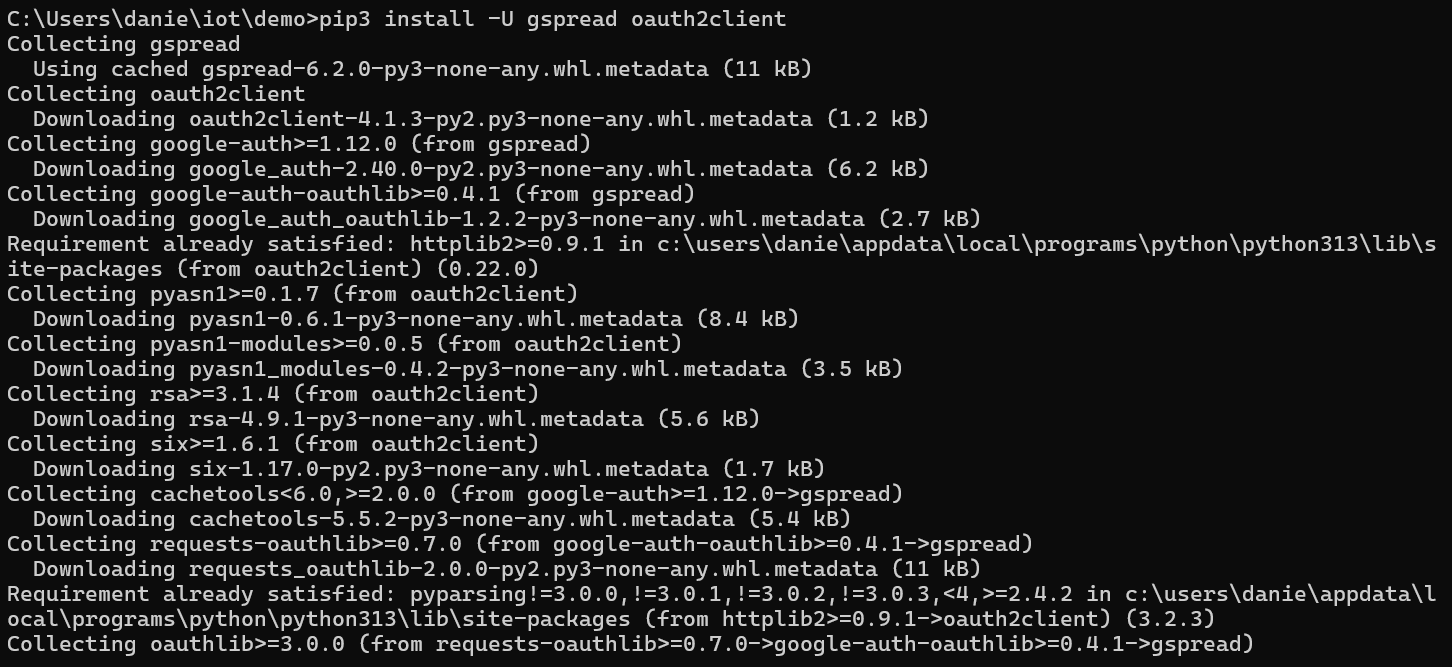 C:\Users\danie\iot\demo>pip3 install -U gspread oauth2client
Collecting gspread
  Using cached gspread-6.2.0-py3-none-any.whl.metadata (11 kB)
Collecting oauth2client
  Downloading oauth2client-4.1.3-py2.py3-none-any.whl.metadata (1.2 kB)
Collecting google-auth>=1.12.0 (from gspread)
  Downloading google_auth-2.40.0-py2.py3-none-any.whl.metadata (6.2 kB)
Collecting google-auth-oauthlib>=0.4.1 (from gspread)
  Downloading google_auth_oauthlib-1.2.2-py3-none-any.whl.metadata (2.7 kB)
Requirement already satisfied: httplib2>=0.9.1 in c:\users\danie\appdata\local\programs\python\python313\lib\s
ite-packages (from oauth2client) (0.22.0)
Collecting pyasn1>=0.1.7 (from oauth2client)
  Downloading pyasn1-0.6.1-py3-none-any.whl.metadata (8.4 kB)
Collecting pyasn1-modules>=0.0.5 (from oauth2client)
  Downloading pyasn1_modules-0.4.2-py3-none-any.whl.metadata (3.5 kB)
Collecting rsa>=3.1.4 (from oauth2client)
  Downloading rsa-4.9.1-py3-none-any.whl.metadata (5.6 kB)
Collecting six>=1.6.1 (from oauth2client)
  Downloading six-1.17.0-py2.py3-none-any.whl.metadata (1.7 kB)
Collecting cachetools<6.0,>=2.0.0 (from google-auth>=1.12.0->gspread)
  Downloading cachetools-5.5.2-py3-none-any.whl.metadata (5.4 kB)
Collecting requests-oauthlib>=0.7.0 (from google-auth-oauthlib>=0.4.1->gspread)
  Downloading requests_oauthlib-2.0.0-py2.py3-none-any.whl.metadata (11 kB)
Requirement already satisfied: pyparsing!=3.0.0,!=3.0.1,!=3.0.2,!=3.0.3,<4,>=2.4.2 in c:\users\danie\appdata\l
ocal\programs\python\python313\lib\site-packages (from httplib2>=0.9.1->oauth2client) (3.2.3)
Collecting oauthlib>=3.0.0 (from requests-oauthlib>=0.7.0->google-auth-oauthlib>=0.4.1->gspread)